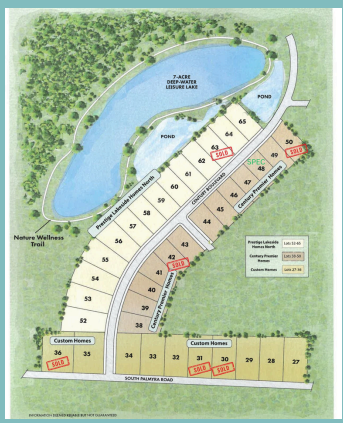 7-ACRE
DEEP-WATER
LEISURE LAKE
POND
POND
65
64
63
SOLD
62
61
60
59
58
57
56
55
54
53
52
Prestige Lakeside Homes North
CENTURY BOULEVARD
50
SOLD
49
48
SPEC
47
46
45
44
Century Premier Homes
43
42
SOLD
41
40
39
38
Century Premier Homes
Nature Wellness
Trail
Prestige Lakeside
Homes North
Lots 52-65
Century Premier
Homes
Lots 38-50
Custom Homes
Lots 27-36
Custom Homes
36
SOLD
35
Custom Homes
34
33
32
31
SOLD
30
SOLD
29
28
27
SOUTH PALMYRA ROAD